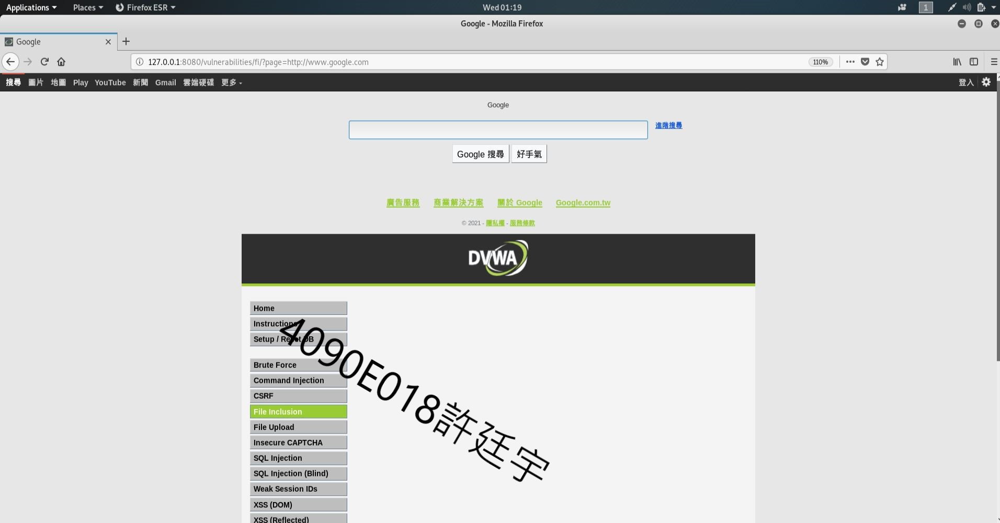 Applications Places Firefox ESR Wed 01:19 1
Google - Mozilla Firefox
Google
127.0.0.1:8080/vulnerabilities/fi/?page=http://www.google.com 110%
搜尋 圖片 地圖 Play YouTube 新聞 Gmail 雲端硬碟 更多 登入
Google
進階搜尋
Google 搜尋 好手氣
廣告服務 商業解決方案 關於 Google Google.com.tw
© 2021 - 隱私權 - 服務條款
DVWA
Home
Instructions
Setup / Reset DB
Brute Force
Command Injection
CSRF
File Inclusion
File Upload
Insecure CAPTCHA
SQL Injection
SQL Injection (Blind)
Weak Session IDs
XSS (DOM)
XSS (Reflected)
4090E018許廷宇